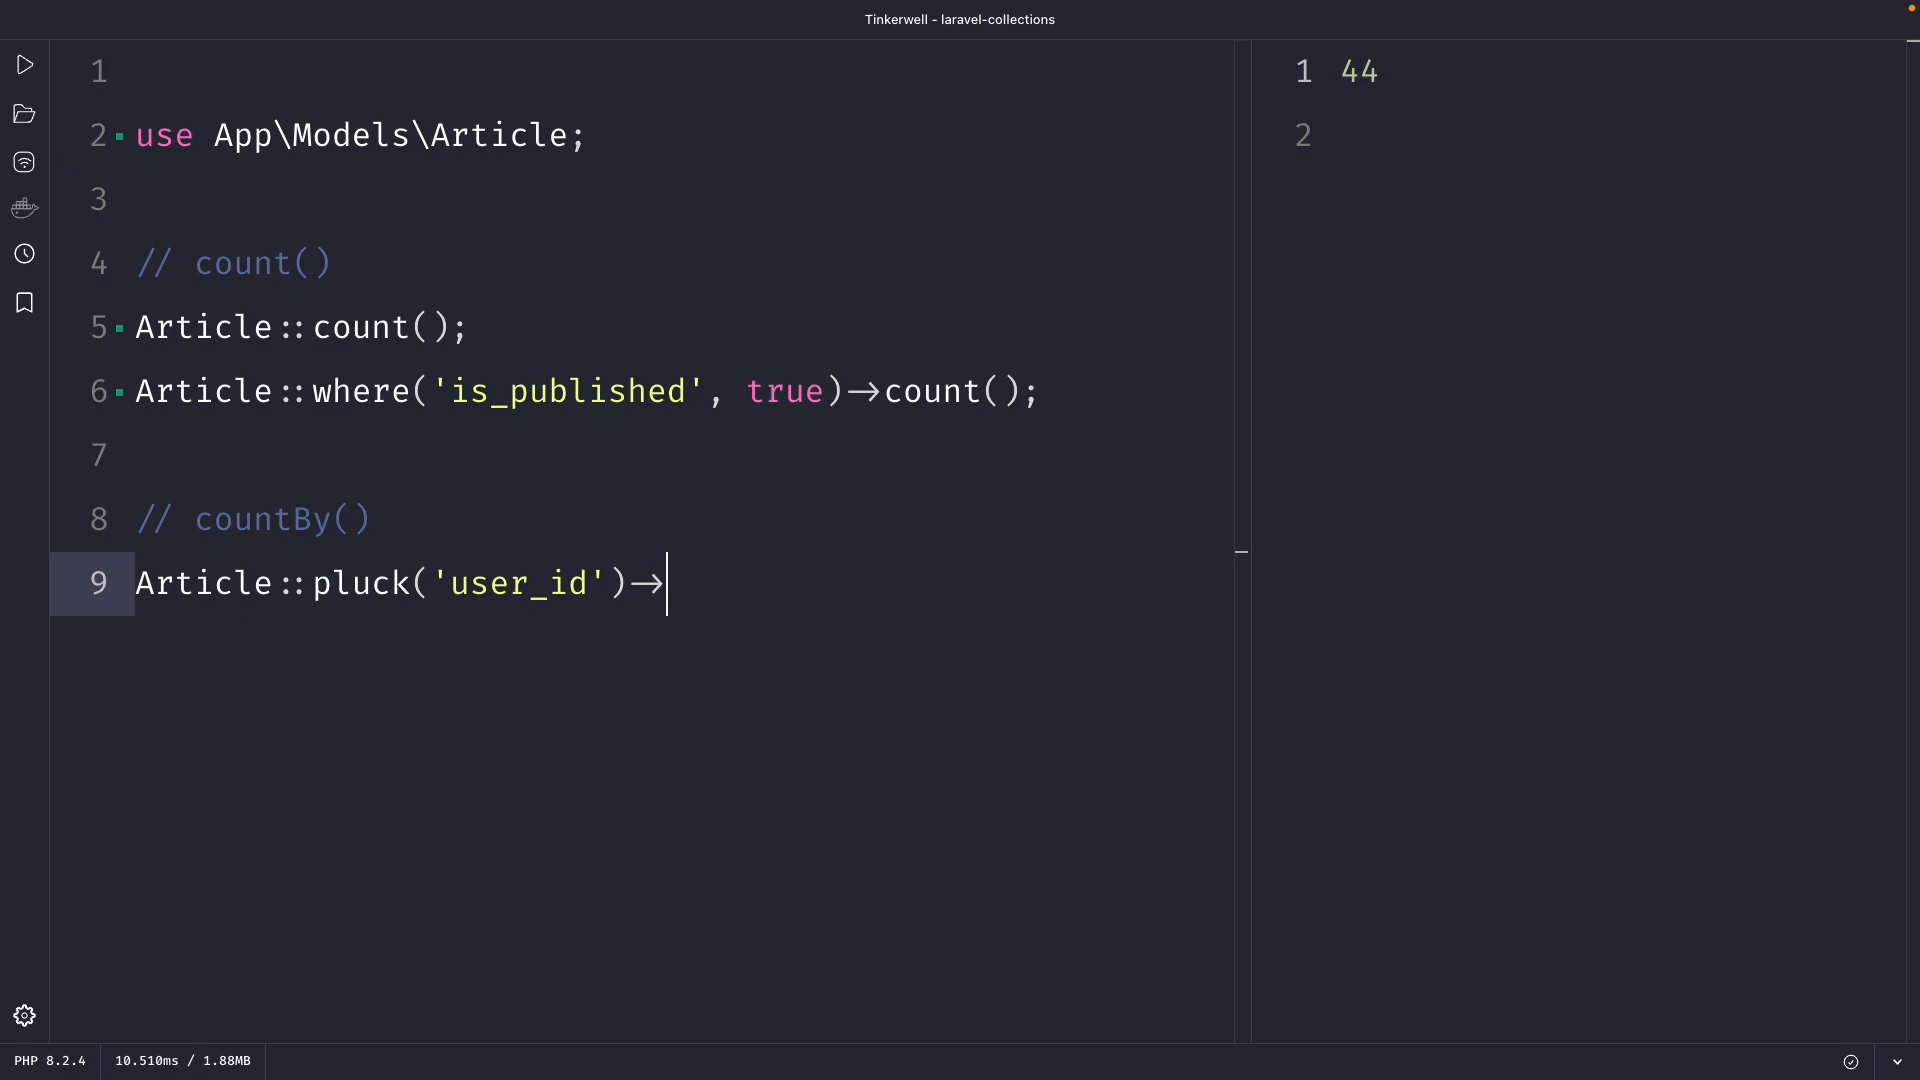 Tinkerwell - laravel-collections
1
2 use App\Models\Article;
3
4 // count()
5 Article::count();
6 Article::where('is_published', true)->count();
7
8 // countBy()
9 Article::pluck('user_id')->
1 44
2
PHP 8.2.4
10.510ms / 1.88MB